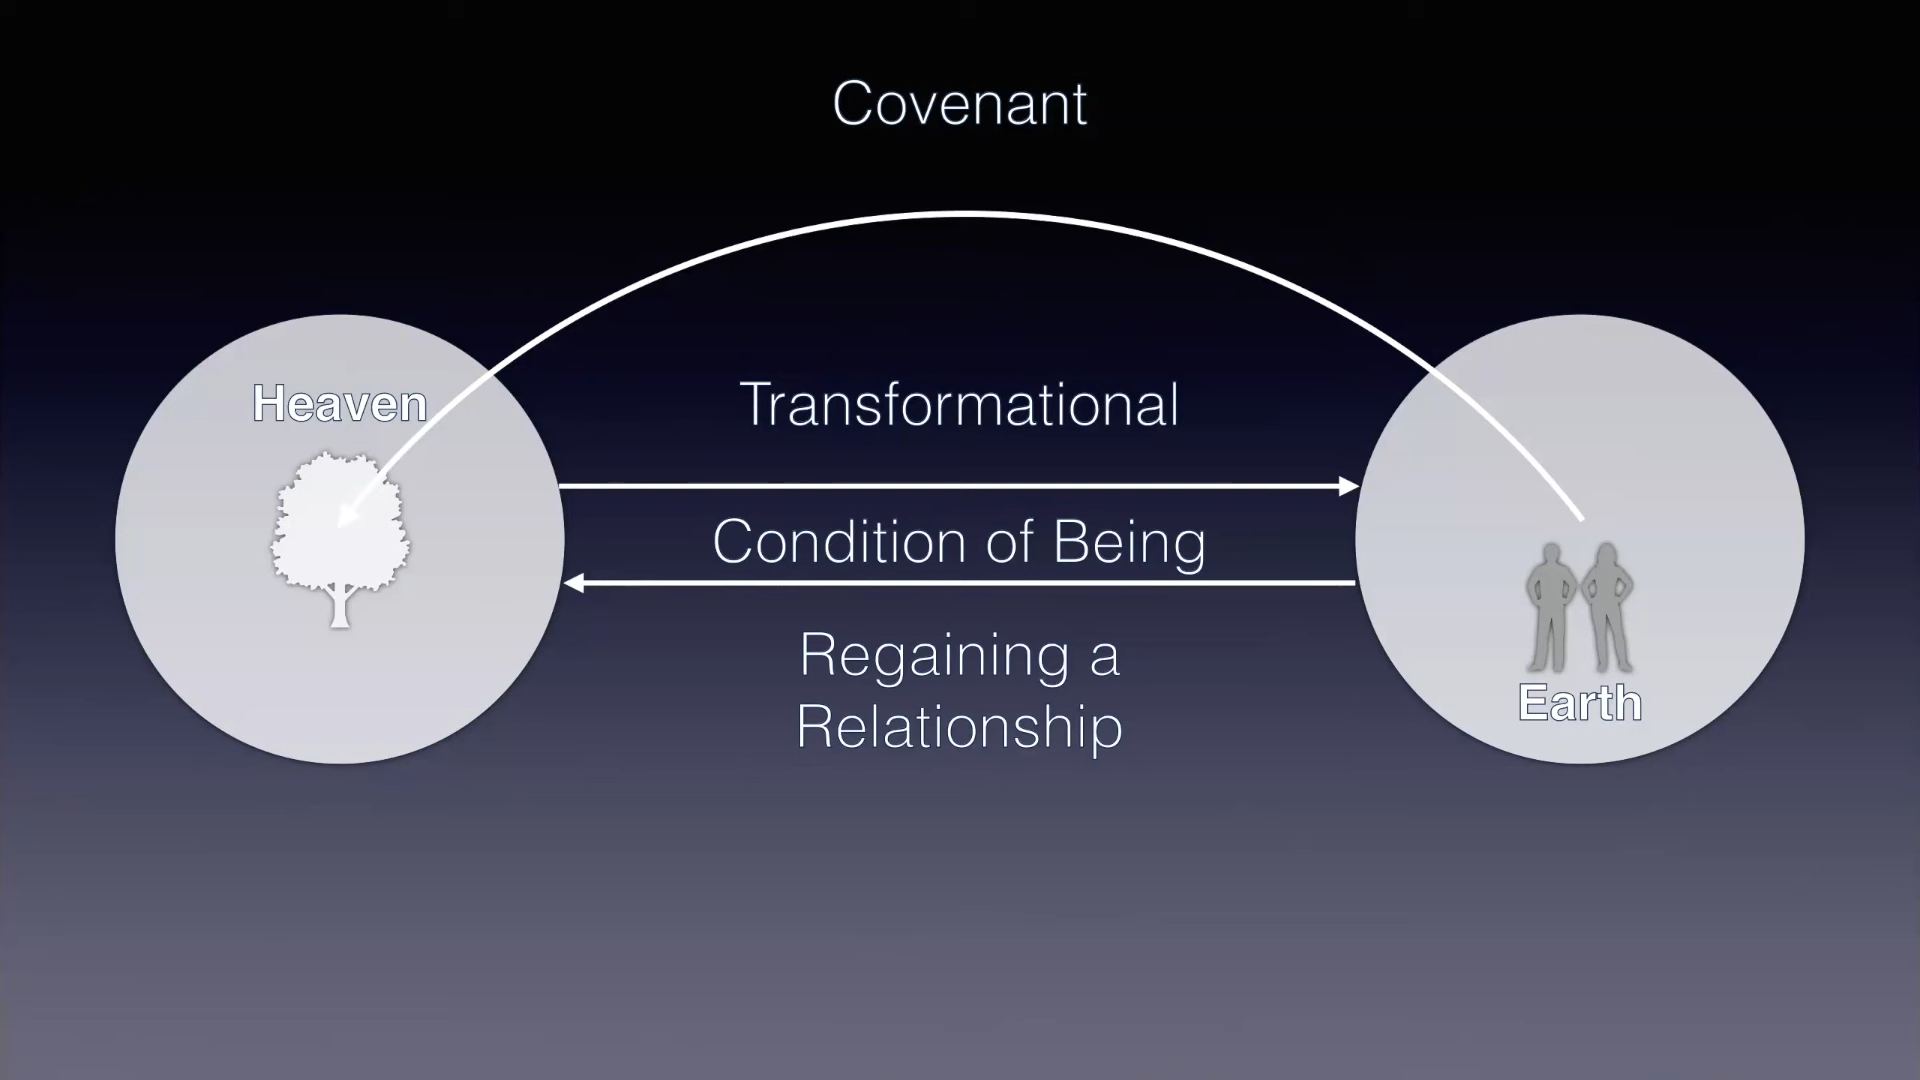 Covenant
Heaven
Transformational
Condition of Being
Regaining a
Relationship
Earth